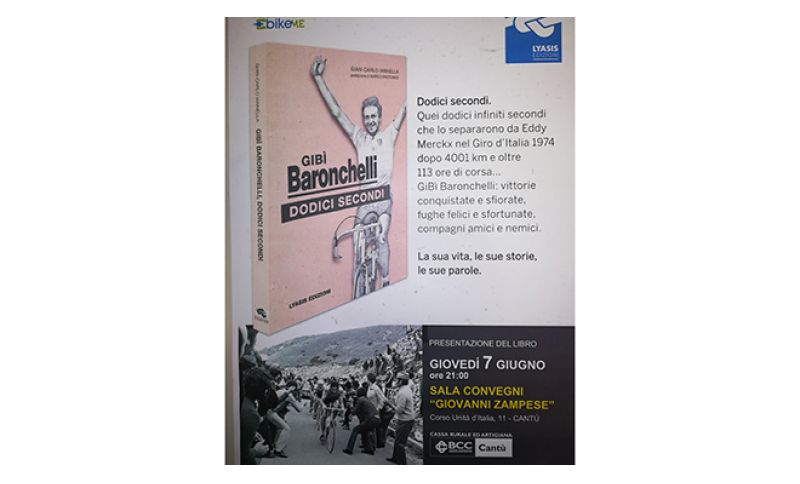 EbikeME
LYASIS
EDIZIONI
GIAN-CARLO IANNELLA
GIBÌ
Baronchelli
DODICI SECONDI
LYASIS EDIZIONI
GIAN-CARLO IANNELLA GIBÌ BARONCHELLI, DODICI SECONDI
Dodici secondi.
Quei dodici infiniti secondi
che lo separarono da Eddy
Merckx nel Giro d'Italia 1974
dopo 4001 km e oltre
113 ore di corsa...
GiBì Baronchelli: vittorie
conquistate e sfiorate,
fughe felici e sfortunate,
compagni amici e nemici.
La sua vita, le sue storie,
le sue parole.
PRESENTAZIONE DEL LIBRO
GIOVEDÍ 7 GIUGNO
ore 21:00
SALA CONVEGNI
"GIOVANNI ZAMPESE"
Corso Unità d'Italia, 11 - CANTÙ
CASSA RURALE ED ARTIGIANA
BCC Cantù